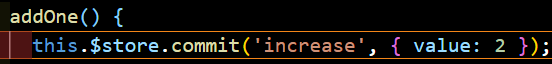 addOne() {
this.$store.commit('increase', { value: 2 });